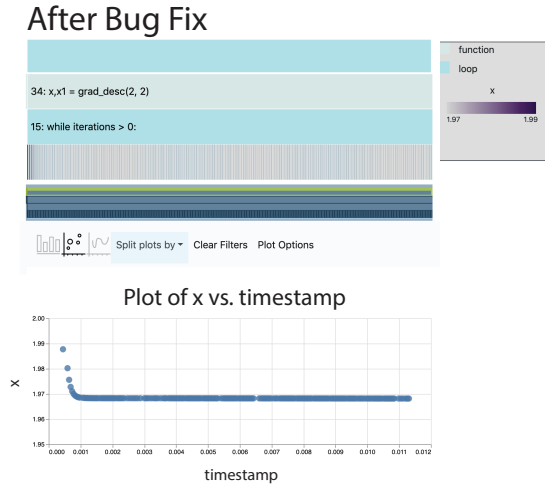 After Bug Fix
function
loop
x
1.97 1.99
34: x,x1 = grad_desc(2, 2)
15: while iterations > 0:
Split plots by Clear Filters Plot Options
Plot of x vs. timestamp
2.00
1.99
1.98
1.97
1.96
1.95
x
0.000 0.001 0.002 0.003 0.004 0.005 0.006 0.007 0.008 0.009 0.010 0.011 0.012
timestamp